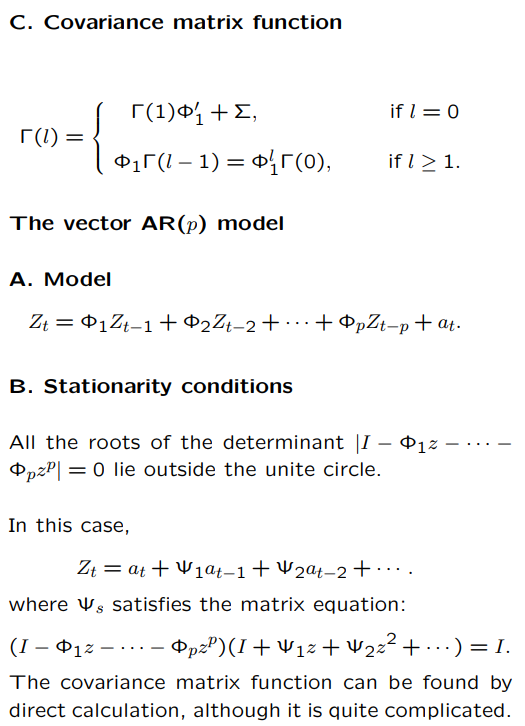 C. Covariance matrix function
Γ(l) = { Γ(1)Φ′₁ + Σ, if l = 0
Φ₁Γ(l − 1) = Φ₁ˡΓ(0), if l ≥ 1.
The vector AR(p) model
A. Model
Zₜ = Φ₁Zₜ₋₁ + Φ₂Zₜ₋₂ + ··· + ΦₚZₜ₋ₚ + aₜ.
B. Stationarity conditions
All the roots of the determinant |I − Φ₁z − ··· −
Φₚzᵖ| = 0 lie outside the unite circle.
In this case,
Zₜ = aₜ + Ψ₁aₜ₋₁ + Ψ₂aₜ₋₂ + ··· .
where Ψₛ satisfies the matrix equation:
(I − Φ₁z − ··· − Φₚzᵖ)(I + Ψ₁z + Ψ₂z² + ···) = I.
The covariance matrix function can be found by
direct calculation, although it is quite complicated.